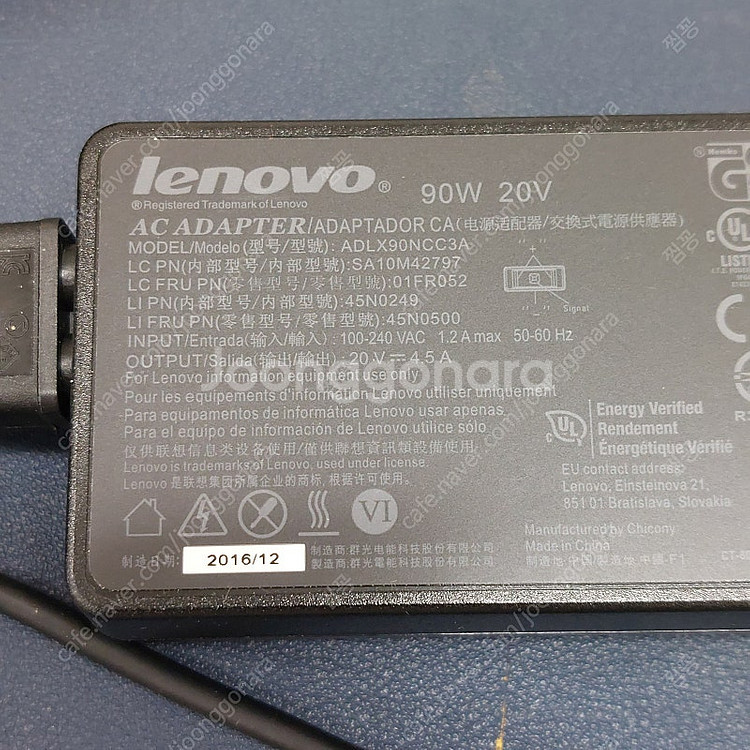 lenovo® 90W 20V
® Registered Trademark of Lenovo
AC ADAPTER/ADAPTADOR CA(电源适配器/交換式電源供應器)
MODEL/Modelo(型号/型號): ADLX90NCC3A
LC PN(内部型号/內部型號):SA10M42797
LC FRU PN(零售型号/零售型號):01FR052
LI PN(内部型号/內部型號):45N0249
LI FRU PN(零售型号/零售型號):45N0500
Signal
INPUT/Entrada(输入/輸入): 100-240 VAC 1.2 A max 50-60 Hz
OUTPUT/Salida(输出/輸出): 20 V⎓4.5 A
For Lenovo information equipment use only
Pour les équipements d'information Lenovo à utiliser uniquement
Para equipamentos de informática Lenovo usar apenas
Para el equipo de información Lenovo utilice sólo
仅供联想信息类设备使用/僅供聯想資訊類設備使用
Lenovo is trademarks of Lenovo, used under license.
Lenovo 是联想集团所属企业的商标, 根据许可使用.
UL
LISTED
UL
Energy Verified
Rendement
Énergétique Vérifié
EU contact address:
Lenovo, Einsteinova 21,
851 01 Bratislava, Slovakia
VI
Manufactured by Chicony
Made in China
制造日期: 2016/12
制造商: 群光电能科技股份有限公司
製造商: 群光電能科技股份有限公司
Joonggonara
cafe.naver.com/joonggonara
찜꽁